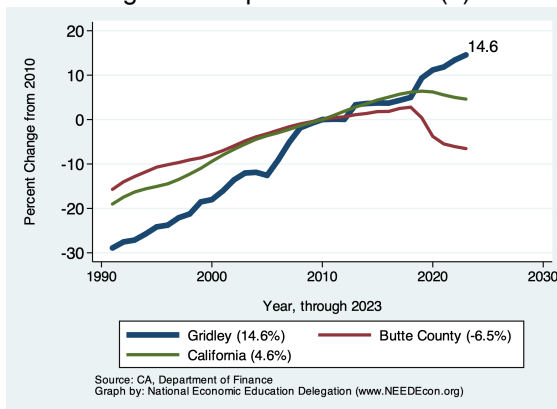 20
14.6
10
0
-10
-20
-30
Percent Change from 2010
1990 2000 2010 2020 2030
Year, through 2023
Gridley (14.6%) Butte County (-6.5%)
California (4.6%)
Source: CA, Department of Finance
Graph by: National Economic Education Delegation (www.NEEDEcon.org)